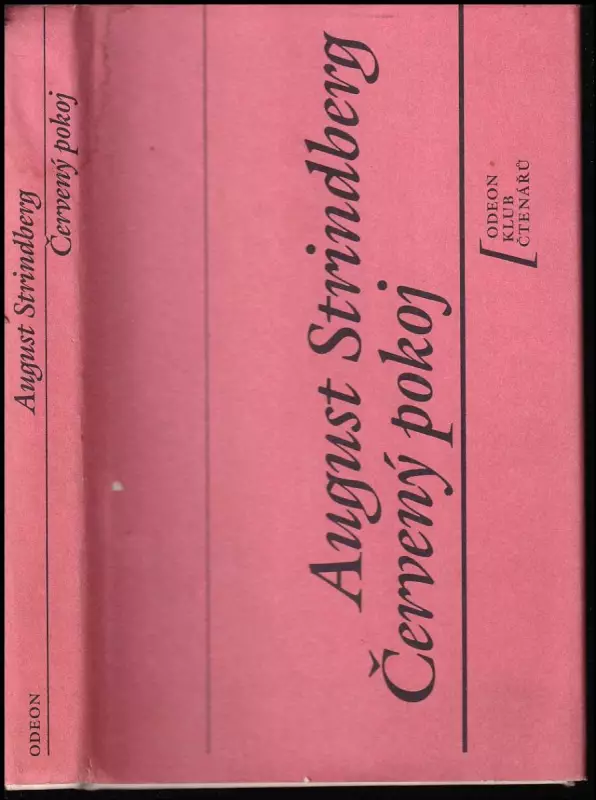 August Strindberg
Červený pokoj
ODEON
KLUB
ČTENÁŘŮ
August Strindberg
Červený pokoj
ODEON